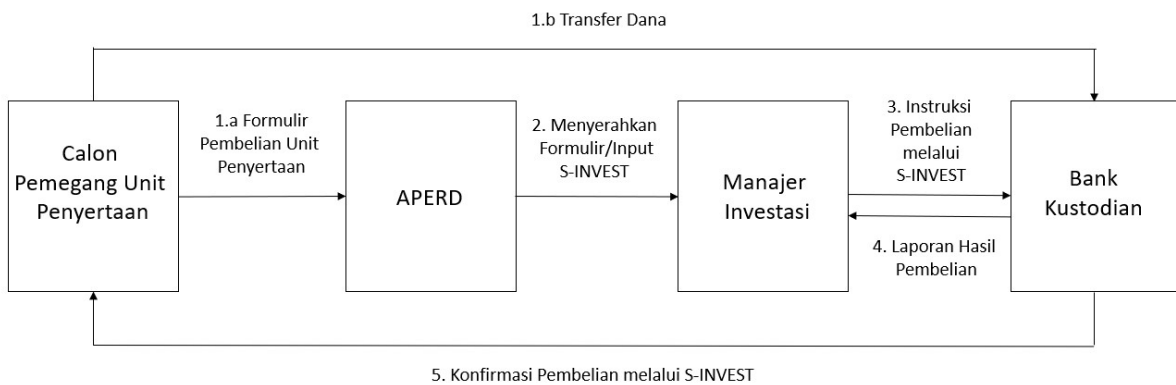 1.b Transfer Dana
Calon
Pemegang Unit
Penyertaan
1.a Formulir
Pembelian Unit
Penyertaan
APERD
2. Menyerahkan
Formulir/Input
S-INVEST
Manajer
Investasi
3. Instruksi
Pembelian
melalui
S-INVEST
4. Laporan Hasil
Pembelian
Bank
Kustodian
5. Konfirmasi Pembelian melalui S-INVEST